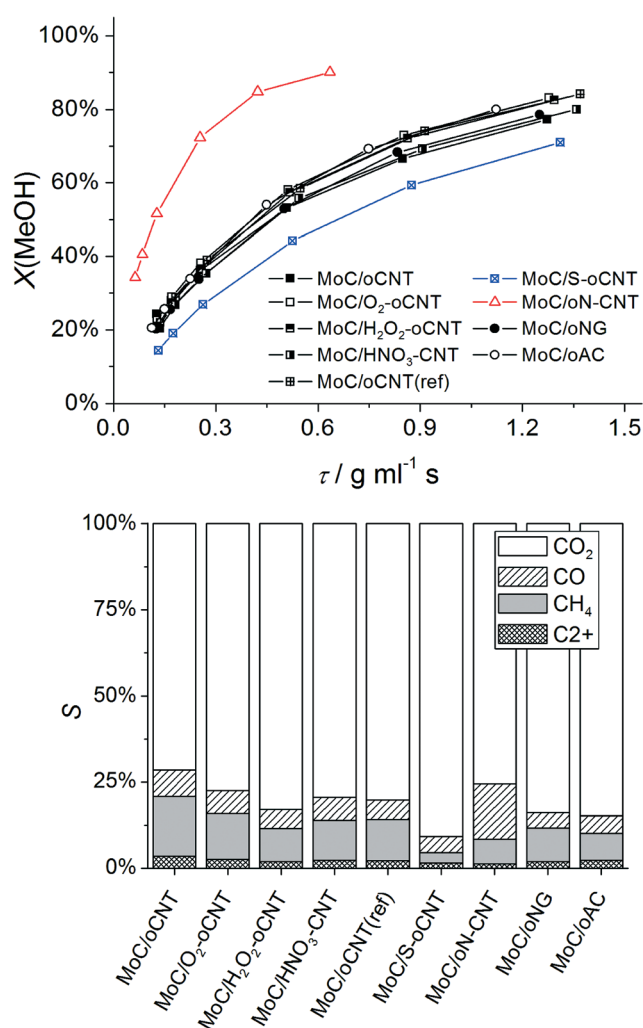 100%
80%
60%
40%
20%
0%
X(MeOH)
0.0 0.3 0.6 0.9 1.2 1.5
τ / g ml⁻¹ s
MoC/oCNT
MoC/O₂-oCNT
MoC/H₂O₂-oCNT
MoC/HNO₃-CNT
MoC/oCNT(ref)
MoC/S-oCNT
MoC/oN-CNT
MoC/oNG
MoC/oAC
100%
75%
50%
25%
0%
S
CO₂
CO
CH₄
C2+
MoC/oCNT
MoC/O₂-oCNT
MoC/H₂O₂-oCNT
MoC/HNO₃-CNT
MoC/oCNT(ref)
MoC/S-oCNT
MoC/oN-CNT
MoC/oNG
MoC/oAC